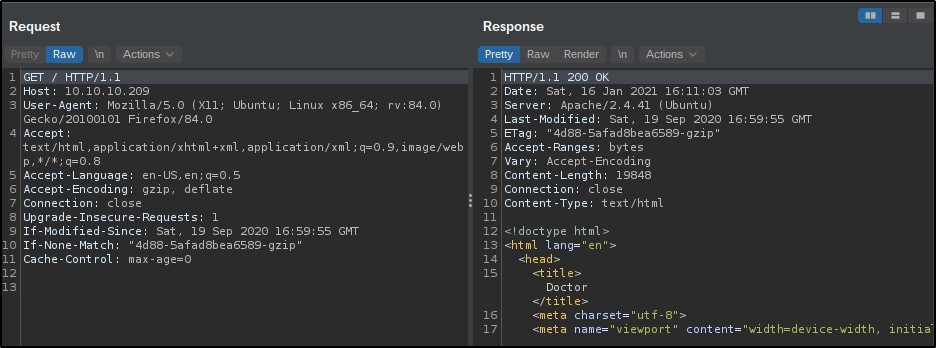 Request
Pretty Raw \n Actions
1 GET / HTTP/1.1
2 Host: 10.10.10.209
3 User-Agent: Mozilla/5.0 (X11; Ubuntu; Linux x86_64; rv:84.0)
Gecko/20100101 Firefox/84.0
4 Accept:
text/html,application/xhtml+xml,application/xml;q=0.9,image/web
p,*/*;q=0.8
5 Accept-Language: en-US,en;q=0.5
6 Accept-Encoding: gzip, deflate
7 Connection: close
8 Upgrade-Insecure-Requests: 1
9 If-Modified-Since: Sat, 19 Sep 2020 16:59:55 GMT
10 If-None-Match: "4d88-5afad8bea6589-gzip"
11 Cache-Control: max-age=0
12
13
Response
Pretty Raw Render \n Actions
1 HTTP/1.1 200 OK
2 Date: Sat, 16 Jan 2021 16:11:03 GMT
3 Server: Apache/2.4.41 (Ubuntu)
4 Last-Modified: Sat, 19 Sep 2020 16:59:55 GMT
5 ETag: "4d88-5afad8bea6589-gzip"
6 Accept-Ranges: bytes
7 Vary: Accept-Encoding
8 Content-Length: 19848
9 Connection: close
10 Content-Type: text/html
11
12 <!doctype html>
13 <html lang="en">
14 <head>
15 <title>
Doctor
</title>
16 <meta charset="utf-8">
17 <meta name="viewport" content="width=device-width, initial